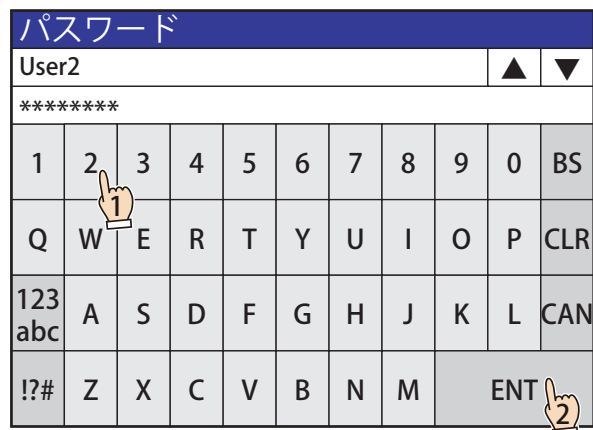 パスワード
User2 ▲ ▼
********
1 2 3 4 5 6 7 8 9 0 BS
1
Q W E R T Y U I O P CLR
123 abc A S D F G H J K L CAN
!?# Z X C V B N M ENT
2